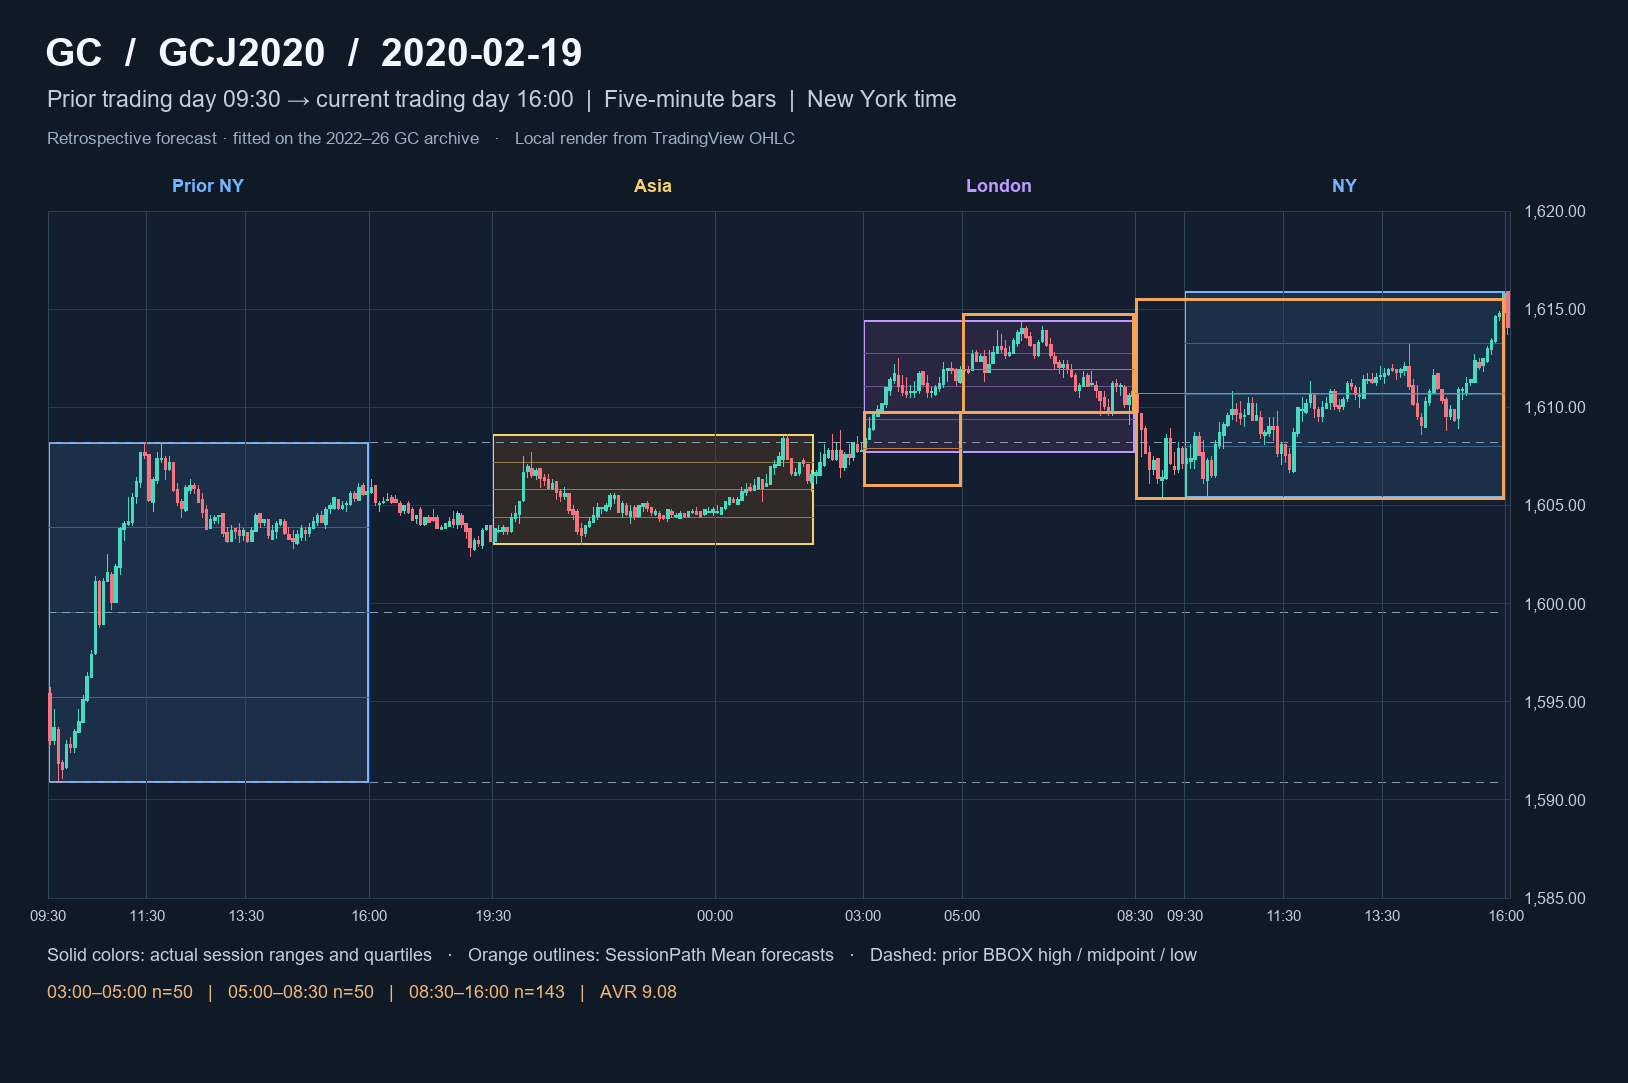 GC / GCJ2020 / 2020-02-19
Prior trading day 09:30 → current trading day 16:00 | Five-minute bars | New York time
Retrospective forecast · fitted on the 2022–26 GC archive · Local render from TradingView OHLC
Prior NY Asia London NY
1,620.00
1,615.00
1,610.00
1,605.00
1,600.00
1,595.00
1,590.00
1,585.00
09:30 11:30 13:30 16:00 19:30 00:00 03:00 05:00 08:30 09:30 11:30 13:30 16:00
Solid colors: actual session ranges and quartiles · Orange outlines: SessionPath Mean forecasts · Dashed: prior BBOX high / midpoint / low
03:00–05:00 n=50 | 05:00–08:30 n=50 | 08:30–16:00 n=143 | AVR 9.08